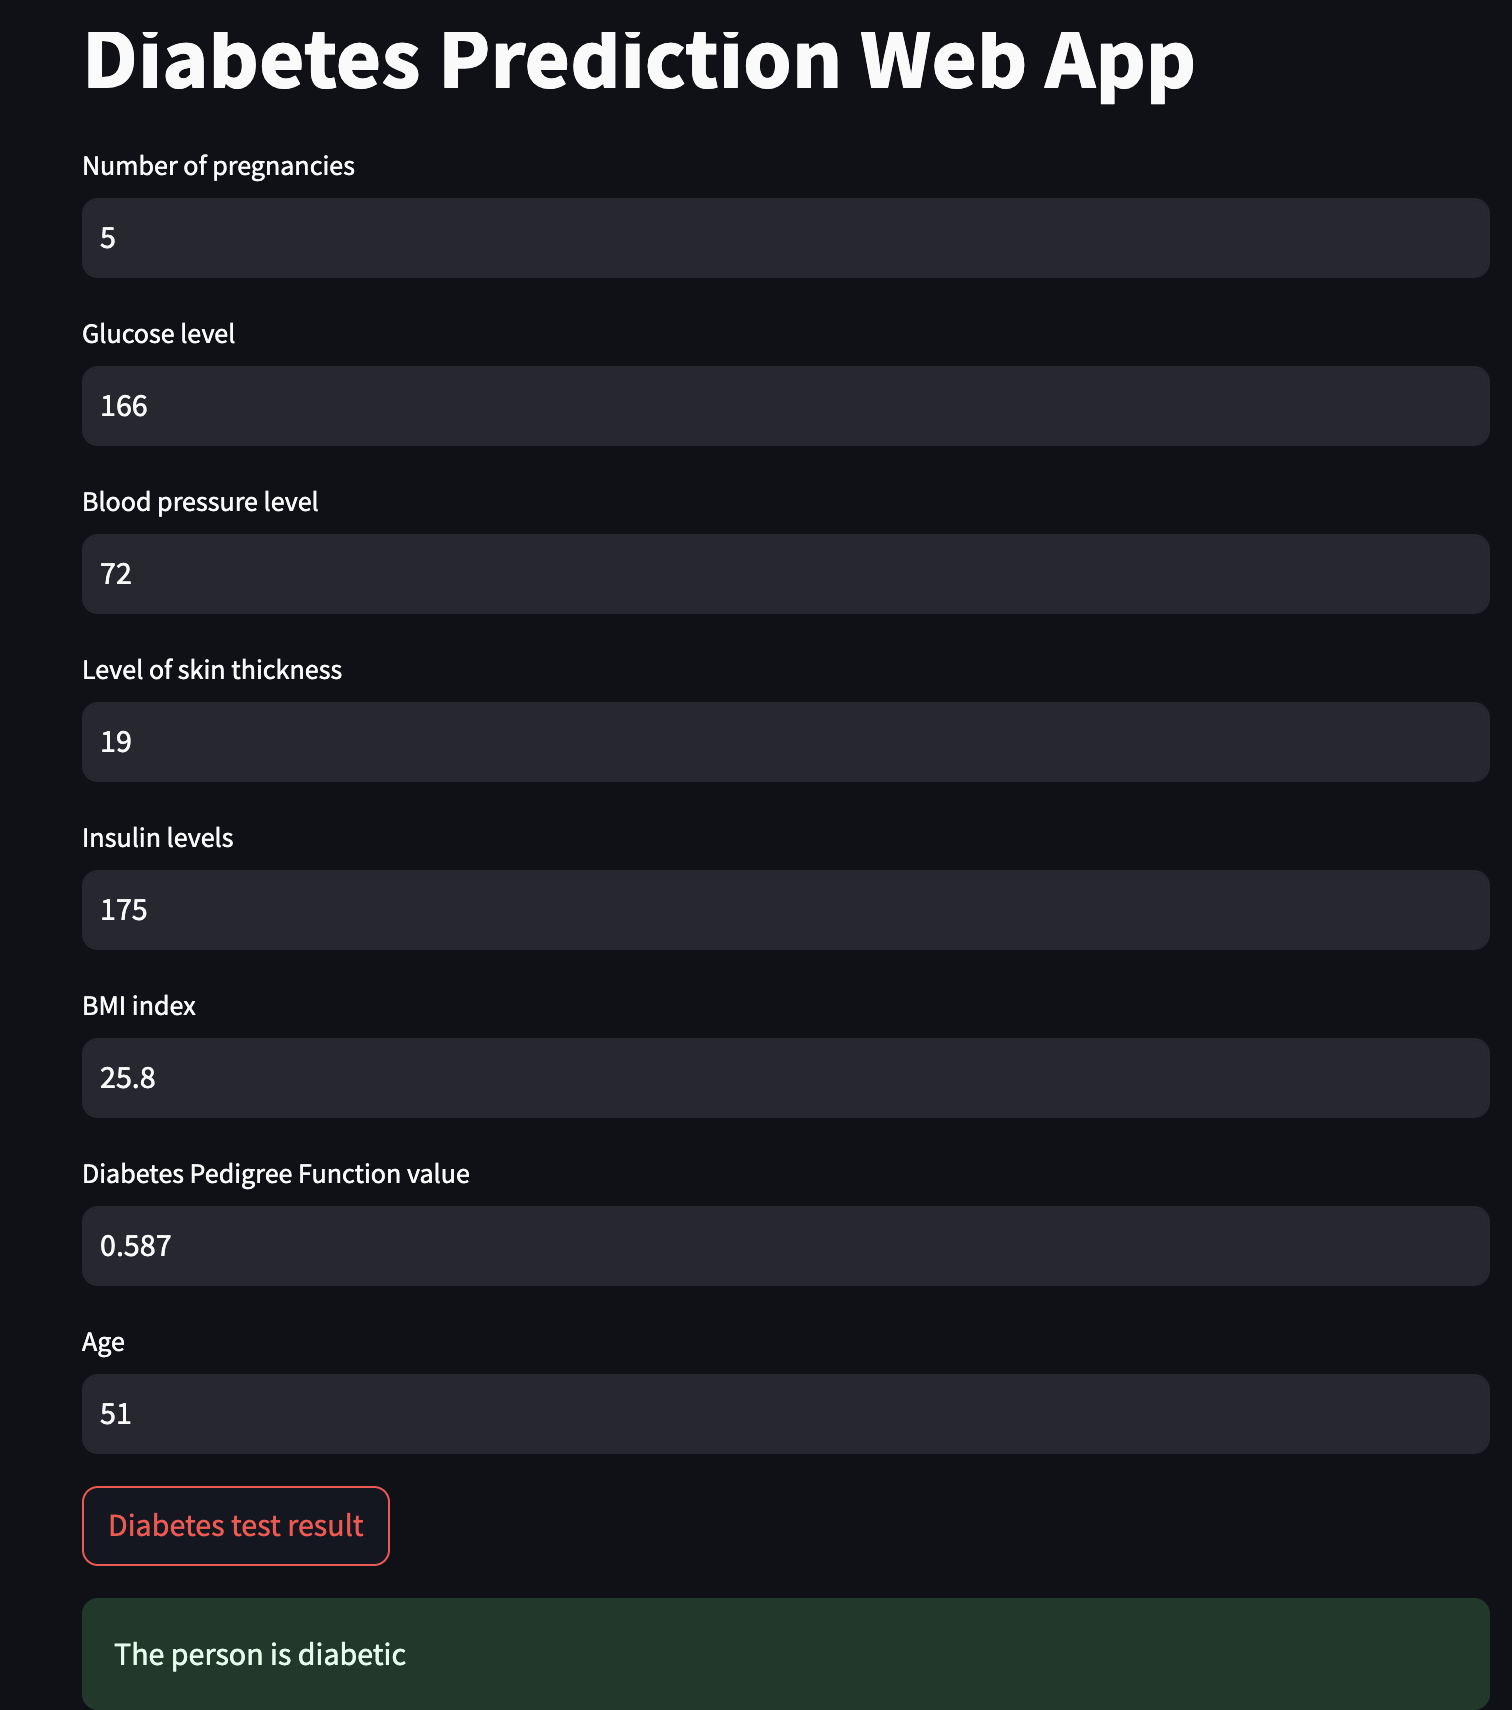 Diabetes Prediction Web App
Number of pregnancies
5
Glucose level
166
Blood pressure level
72
Level of skin thickness
19
Insulin levels
175
BMI index
25.8
Diabetes Pedigree Function value
0.587
Age
51
Diabetes test result
The person is diabetic